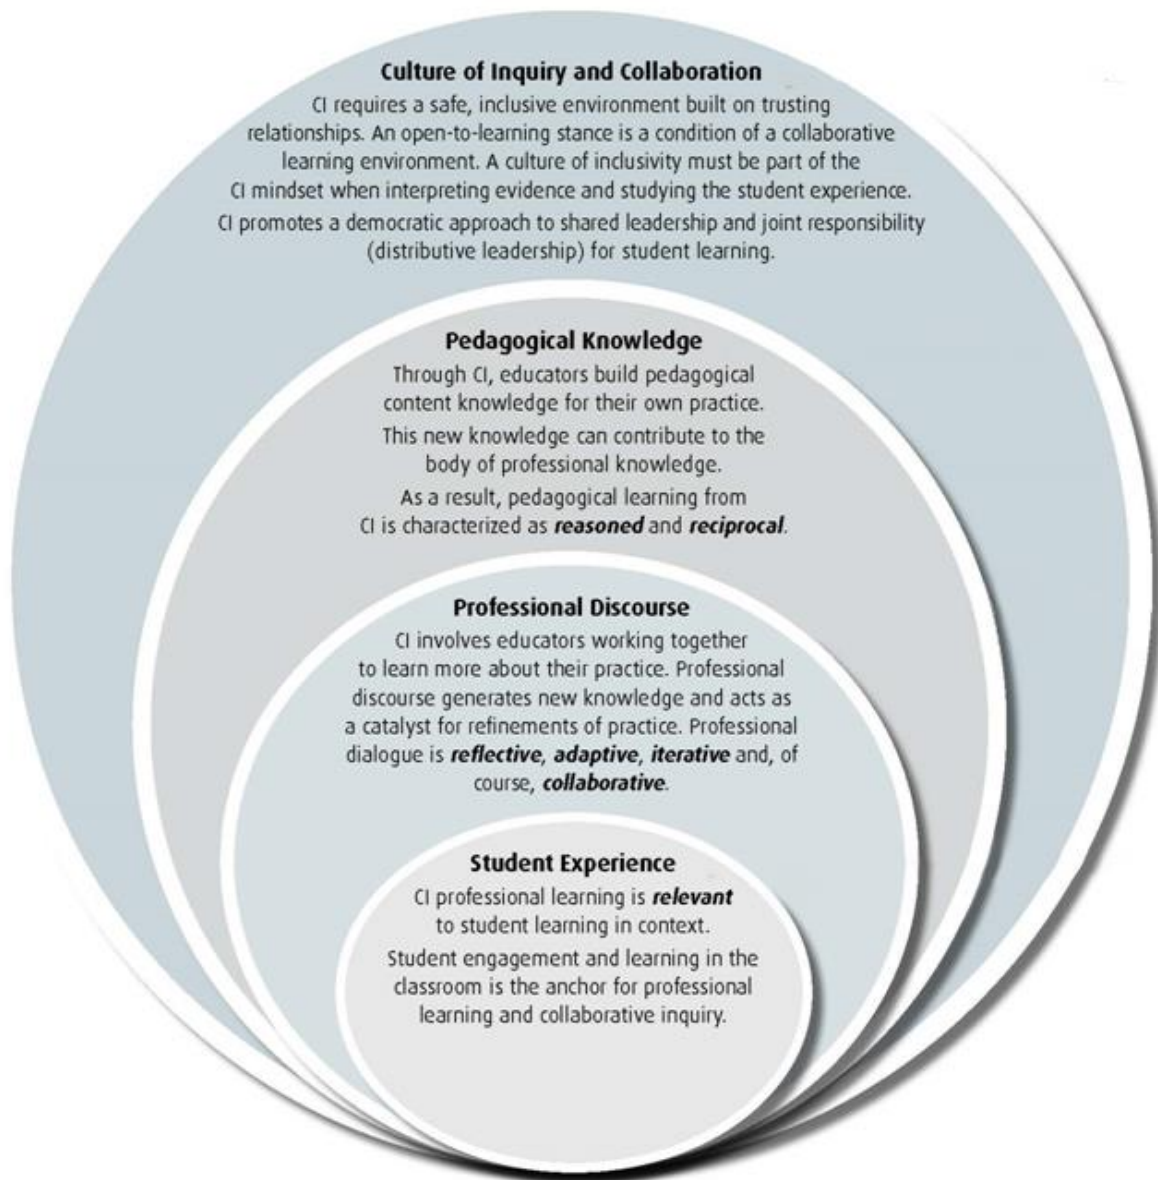 Culture of Inquiry and Collaboration
CI requires a safe, inclusive environment built on trusting
relationships. An open-to-learning stance is a condition of a collaborative
learning environment. A culture of inclusivity must be part of the
CI mindset when interpreting evidence and studying the student experience.
CI promotes a democratic approach to shared leadership and joint responsibility
(distributive leadership) for student learning.
Pedagogical Knowledge
Through CI, educators build pedagogical
content knowledge for their own practice.
This new knowledge can contribute to the
body of professional knowledge.
As a result, pedagogical learning from
CI is characterized as reasoned and reciprocal.
Professional Discourse
CI involves educators working together
to learn more about their practice. Professional
discourse generates new knowledge and acts as
a catalyst for refinements of practice. Professional
dialogue is reflective, adaptive, iterative and, of
course, collaborative.
Student Experience
CI professional learning is relevant
to student learning in context.
Student engagement and learning in the
classroom is the anchor for professional
learning and collaborative inquiry.